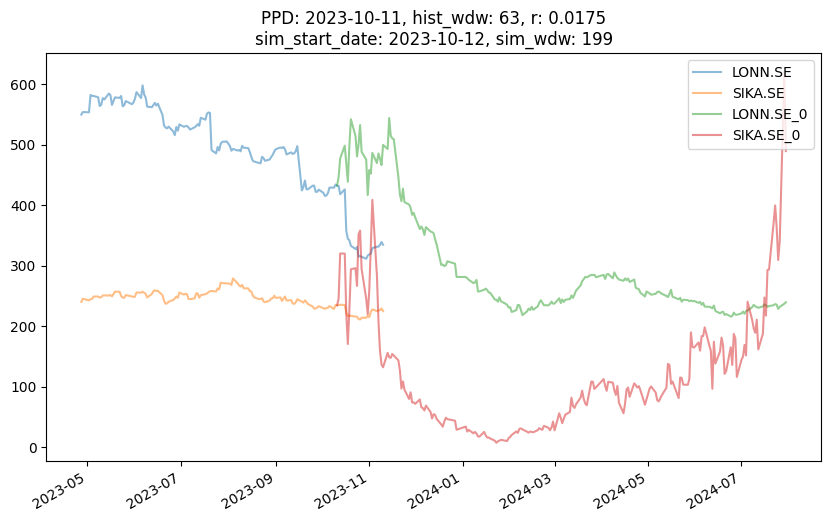 PPD: 2023-10-11, hist_wdw: 63, r: 0.0175
sim_start_date: 2023-10-12, sim_wdw: 199
LONN.SE
SIKA.SE
LONN.SE_0
SIKA.SE_0
600
500
400
300
200
100
0
2023-05
2023-07
2023-09
2023-11
2024-01
2024-03
2024-05
2024-07